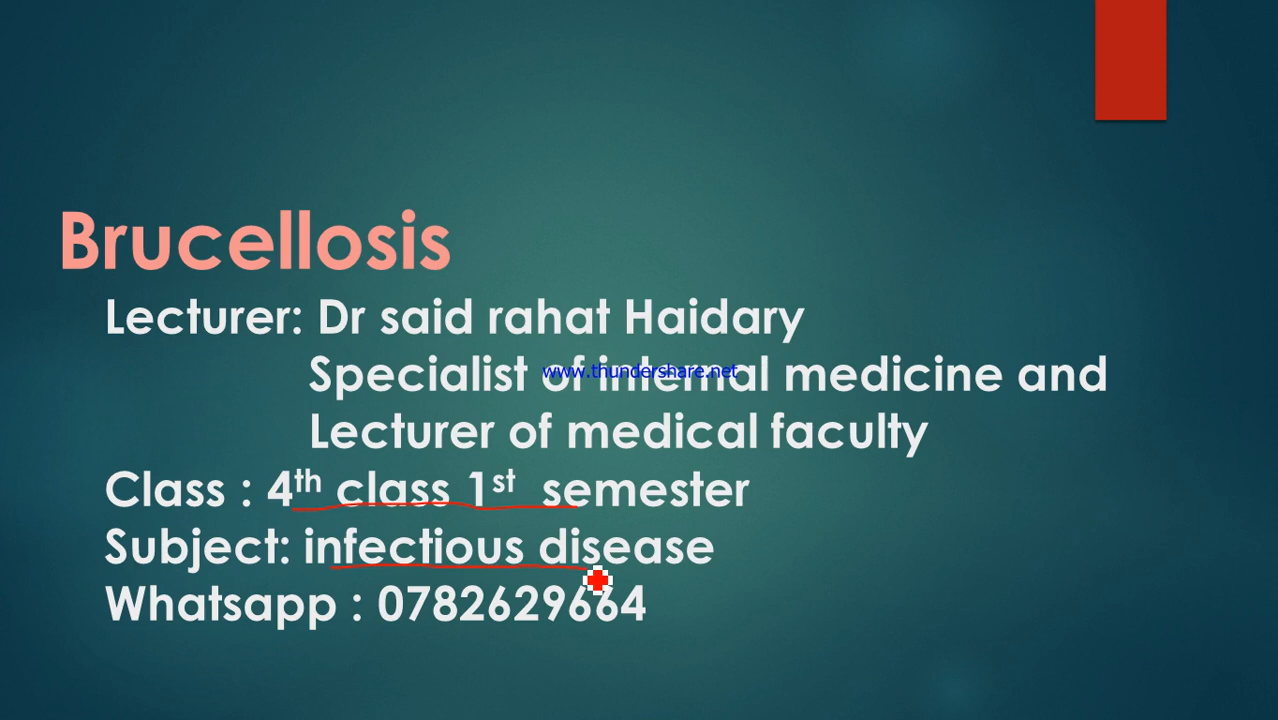 Brucellosis
Lecturer: Dr said rahat Haidary
Specialist of internal medicine and
www.thundershare.net
Lecturer of medical faculty
Class : 4th class 1st semester
Subject: infectious disease
Whatsapp : 0782629664